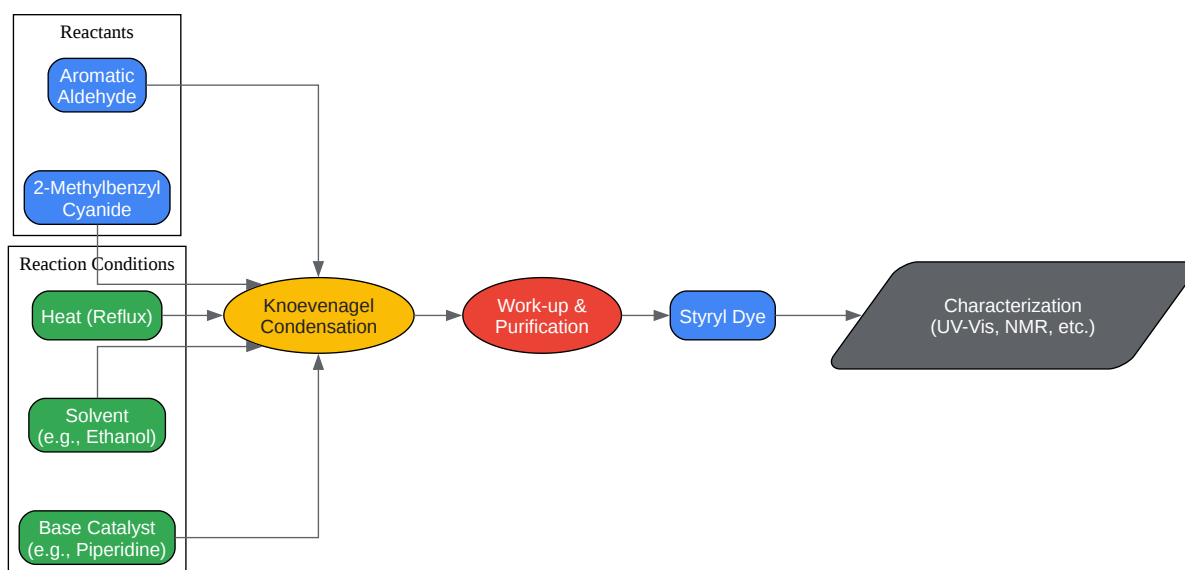 Reactants
Aromatic
Aldehyde
2-Methylbenzyl
Cyanide
Reaction Conditions
Heat (Reflux)
Solvent
(e.g., Ethanol)
Base Catalyst
(e.g., Piperidine)
Knoevenagel
Condensation
Work-up &
Purification
Styryl Dye
Characterization
(UV-Vis, NMR, etc.)